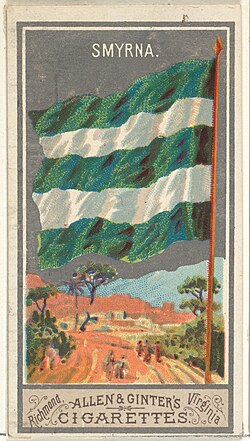 SMYRNA.
Richmond, ALLEN & GINTER'S Virginia
CIGARETTES